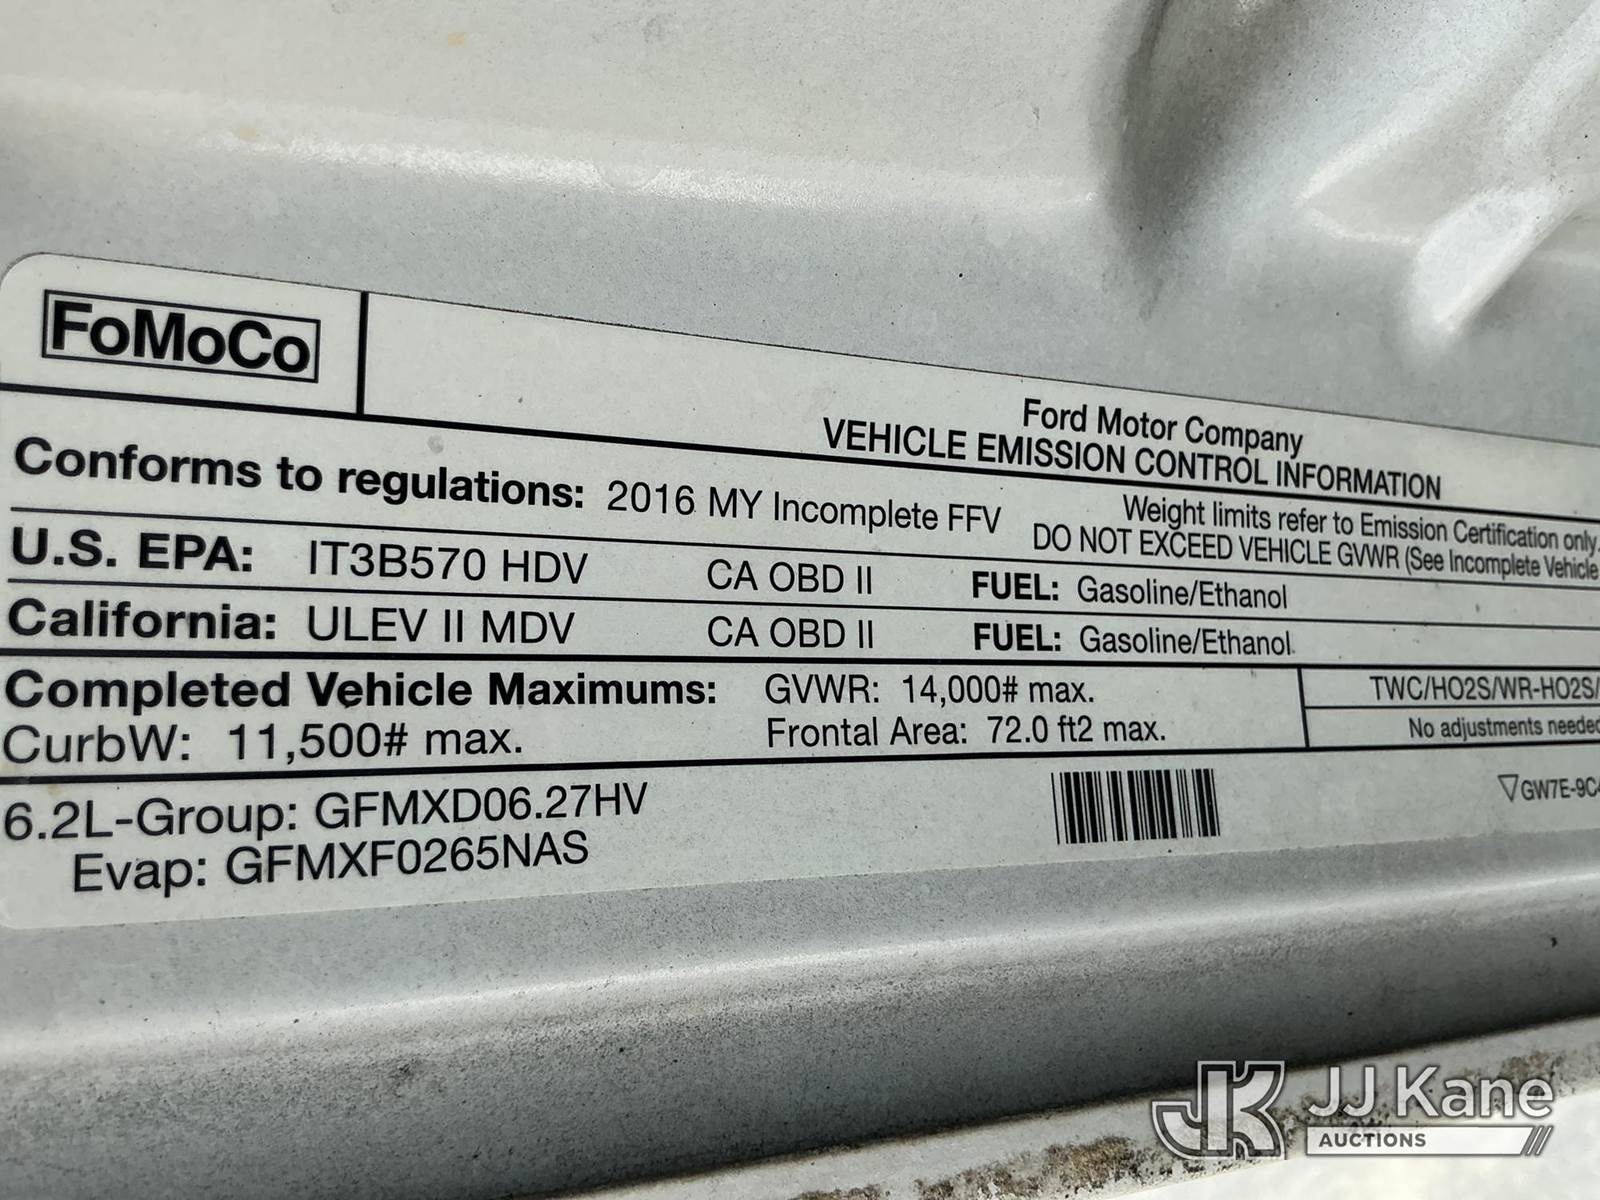 FoMoCo
Ford Motor Company
VEHICLE EMISSION CONTROL INFORMATION
Conforms to regulations: 2016 MY Incomplete FFV
Weight limits refer to Emission Certification only.
DO NOT EXCEED VEHICLE GVWR (See Incomplete Vehicle
U.S. EPA: IT3B570 HDV CA OBD II FUEL: Gasoline/Ethanol
California: ULEV II MDV CA OBD II FUEL: Gasoline/Ethanol
Completed Vehicle Maximums: GVWR: 14,000# max.
TWC/HO2S/WR-HO2S/
CurbW: 11,500# max. Frontal Area: 72.0 ft2 max.
No adjustments needed
6.2L-Group: GFMXD06.27HV
GW7E-9C4
Evap: GFMXF0265NAS
JK JJ Kane
AUCTIONS